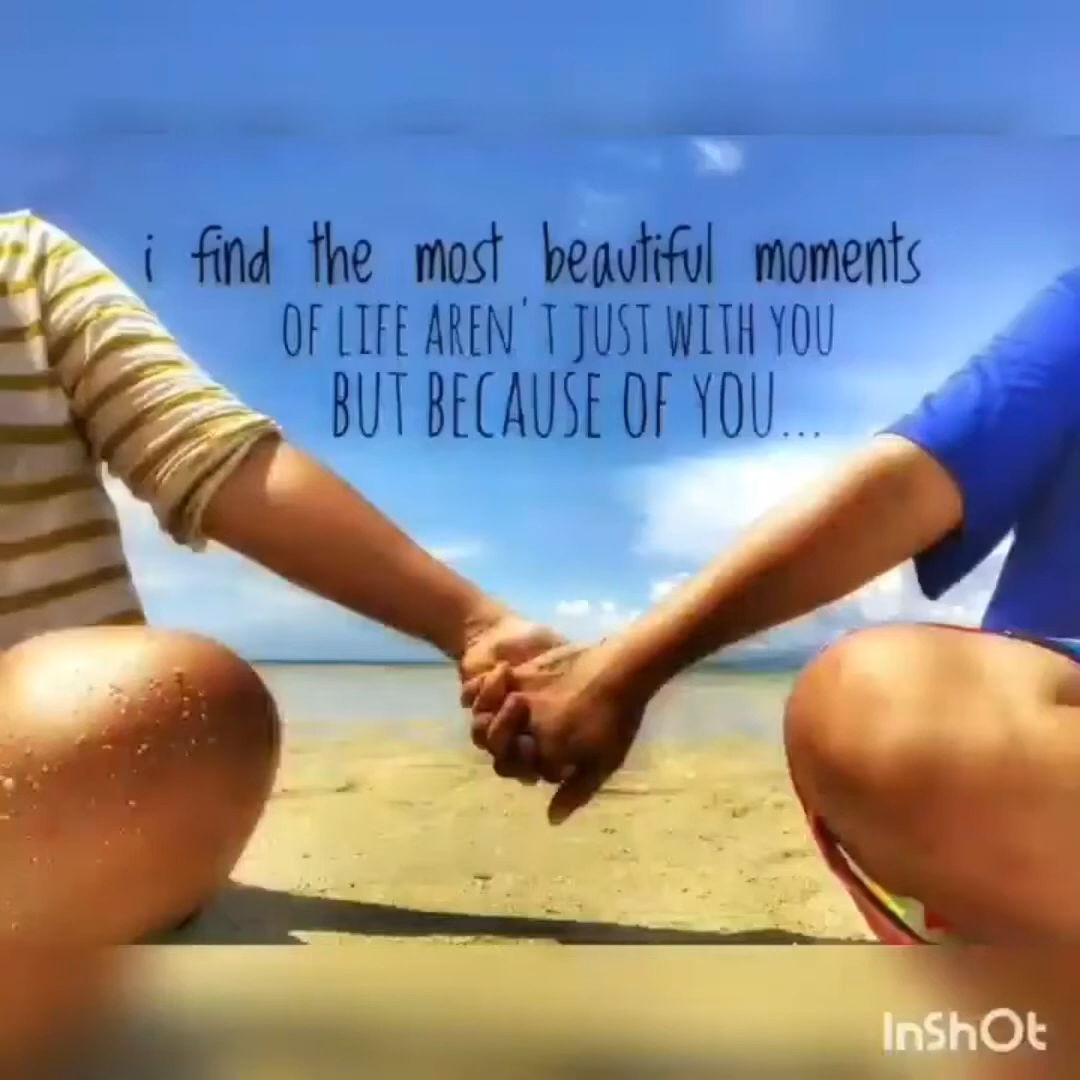 i find the most beautiful moments
OF LIFE AREN'T JUST WITH YOU
BUT BECAUSE OF YOU...
InShOt